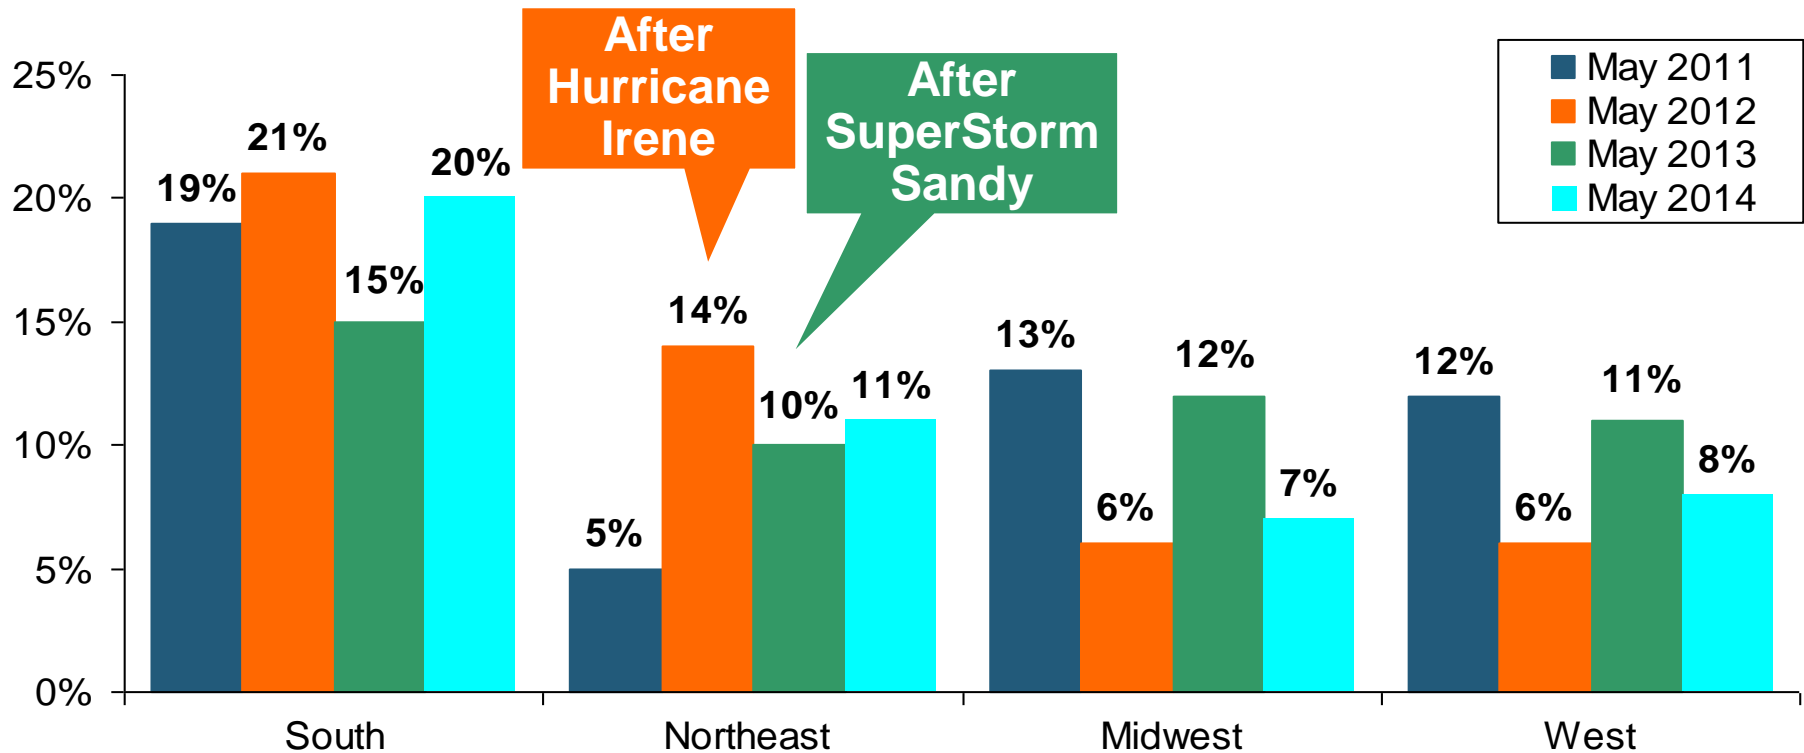 After
Hurricane
Irene
After
SuperStorm
Sandy
May 2011
May 2012
May 2013
May 2014
25%
20%
15%
10%
5%
0%
19%
21%
15%
20%
5%
14%
10%
11%
13%
6%
12%
7%
12%
6%
11%
8%
South
Northeast
Midwest
West